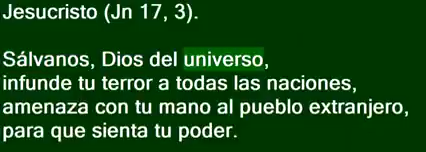 Jesucristo (Jn 17, 3).
Sálvanos, Dios del universo,
infunde tu terror a todas las naciones,
amenaza con tu mano al pueblo extranjero,
para que sienta tu poder.